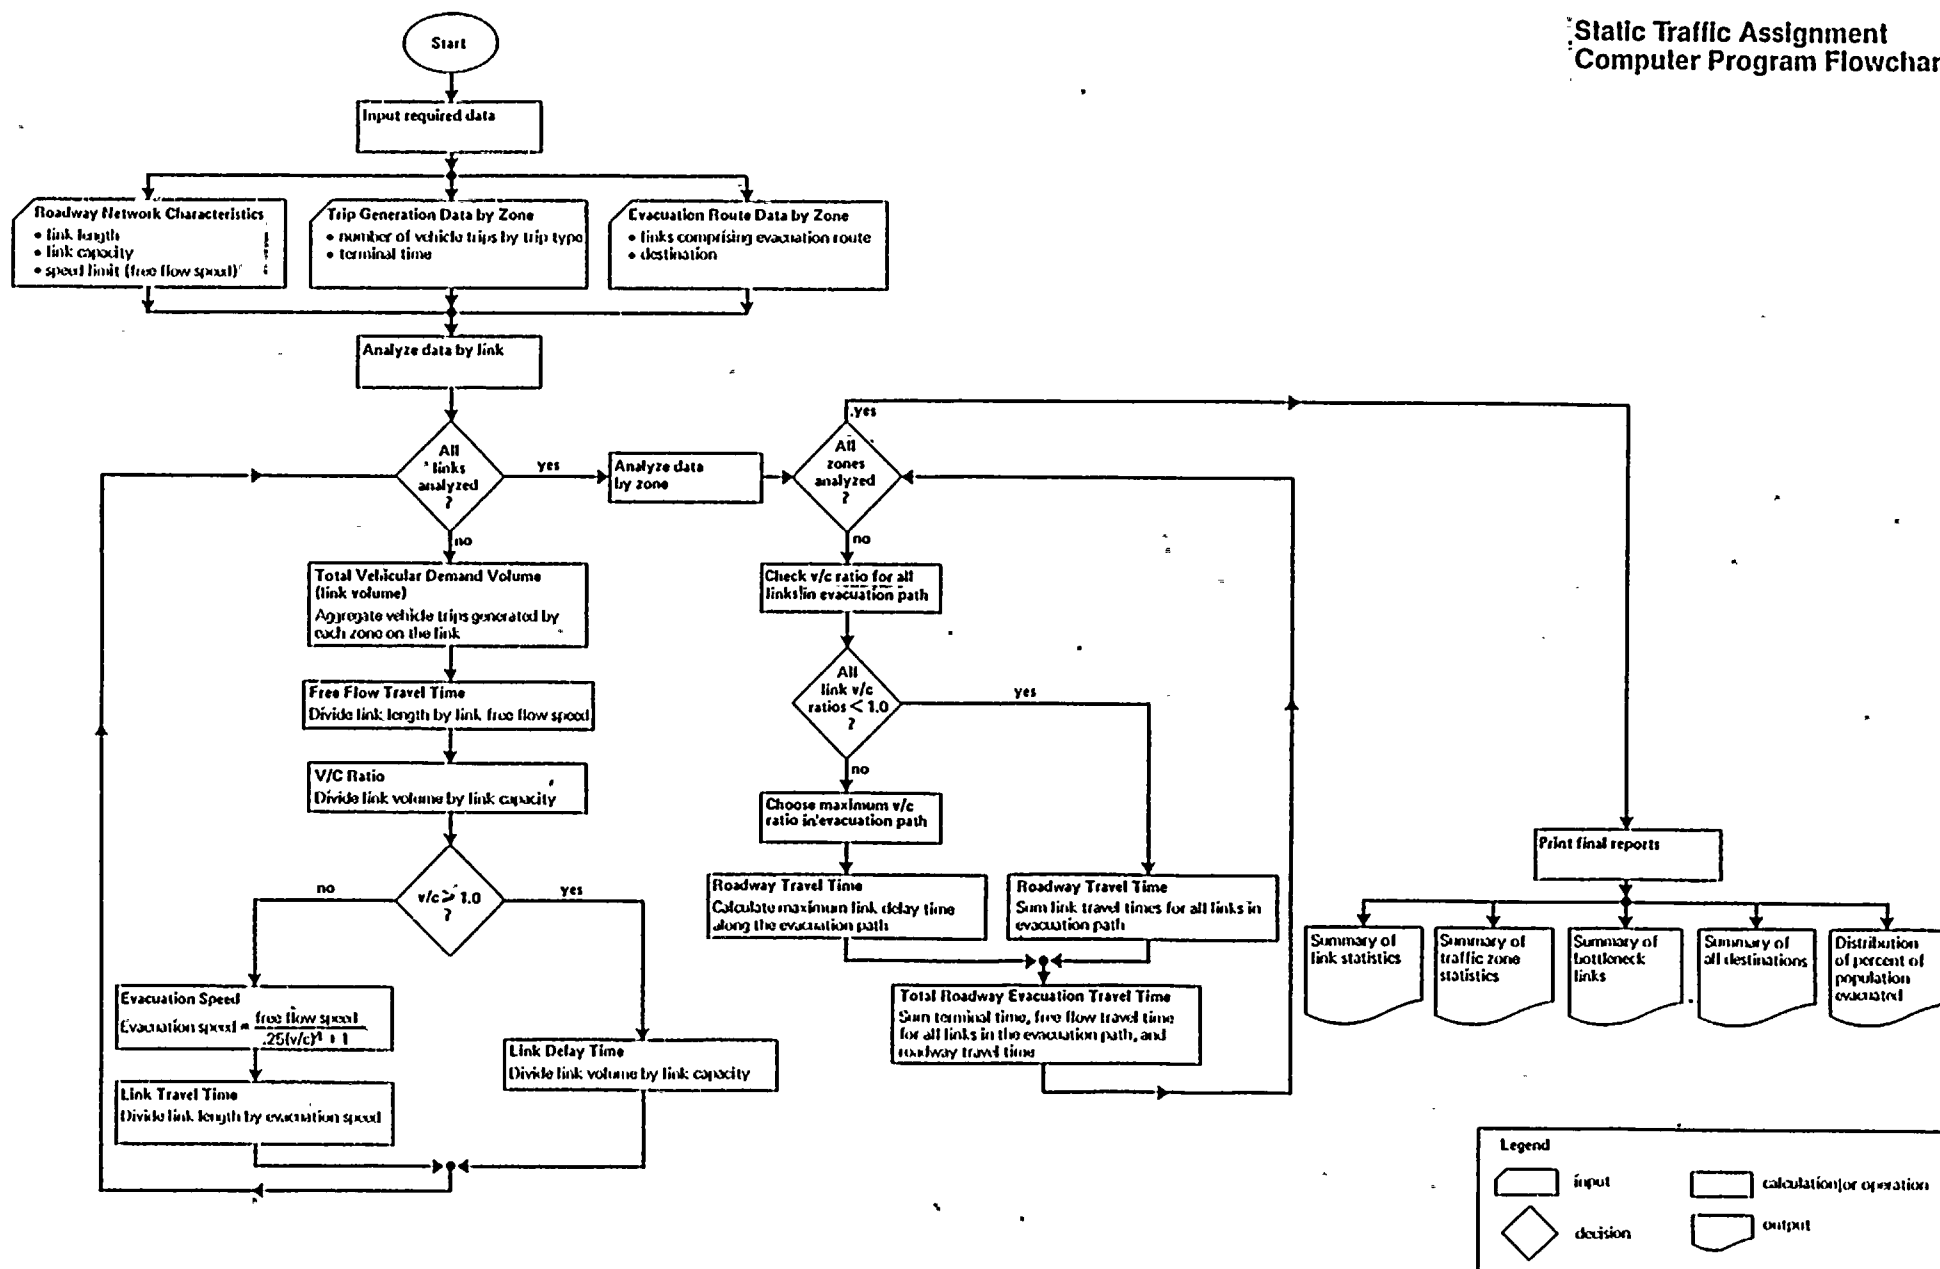 Static Traffic Assignment
Computer Program Flowchar
Start
Input required data
Roadway Network Characteristics
• link length
• link capacity
• speed limit (free flow speed)
Trip Generation Data by Zone
• number of vehicle trips by trip type
• terminal time
Evacuation Route Data by Zone
• links comprising evacuation route
• destination
Analyze data by link
All
links
analyzed
?
yes
no
Analyze data
by zone
All
zones
analyzed
?
yes
no
Total Vehicular Demand Volume
(link volume)
Aggregate vehicle trips generated by
each zone on the link
Free Flow Travel Time
Divide link length by link free flow speed
V/C Ratio
Divide link volume by link capacity
v/c ≥ 1.0
?
no
yes
Evacuation Speed
Evacuation speed = free flow speed
.25(v/c) + 1
Link Travel Time
Divide link length by evacuation speed
Link Delay Time
Divide link volume by link capacity
Check v/c ratio for all
links in evacuation path
All
link v/c
ratios < 1.0
?
yes
no
Choose maximum v/c
ratio in evacuation path
Roadway Travel Time
Calculate maximum link delay time
along the evacuation path
Roadway Travel Time
Sum link travel times for all links in
evacuation path
Total Roadway Evacuation Travel Time
Sum terminal time, free flow travel time
for all links in the evacuation path, and
roadway travel time
Print final reports
Summary of
link statistics
Summary of
traffic zone
statistics
Summary of
bottleneck
links
Summary of
all destinations
Distribution
of percent of
population
evacuated
Legend
input
calculation or operation
decision
output